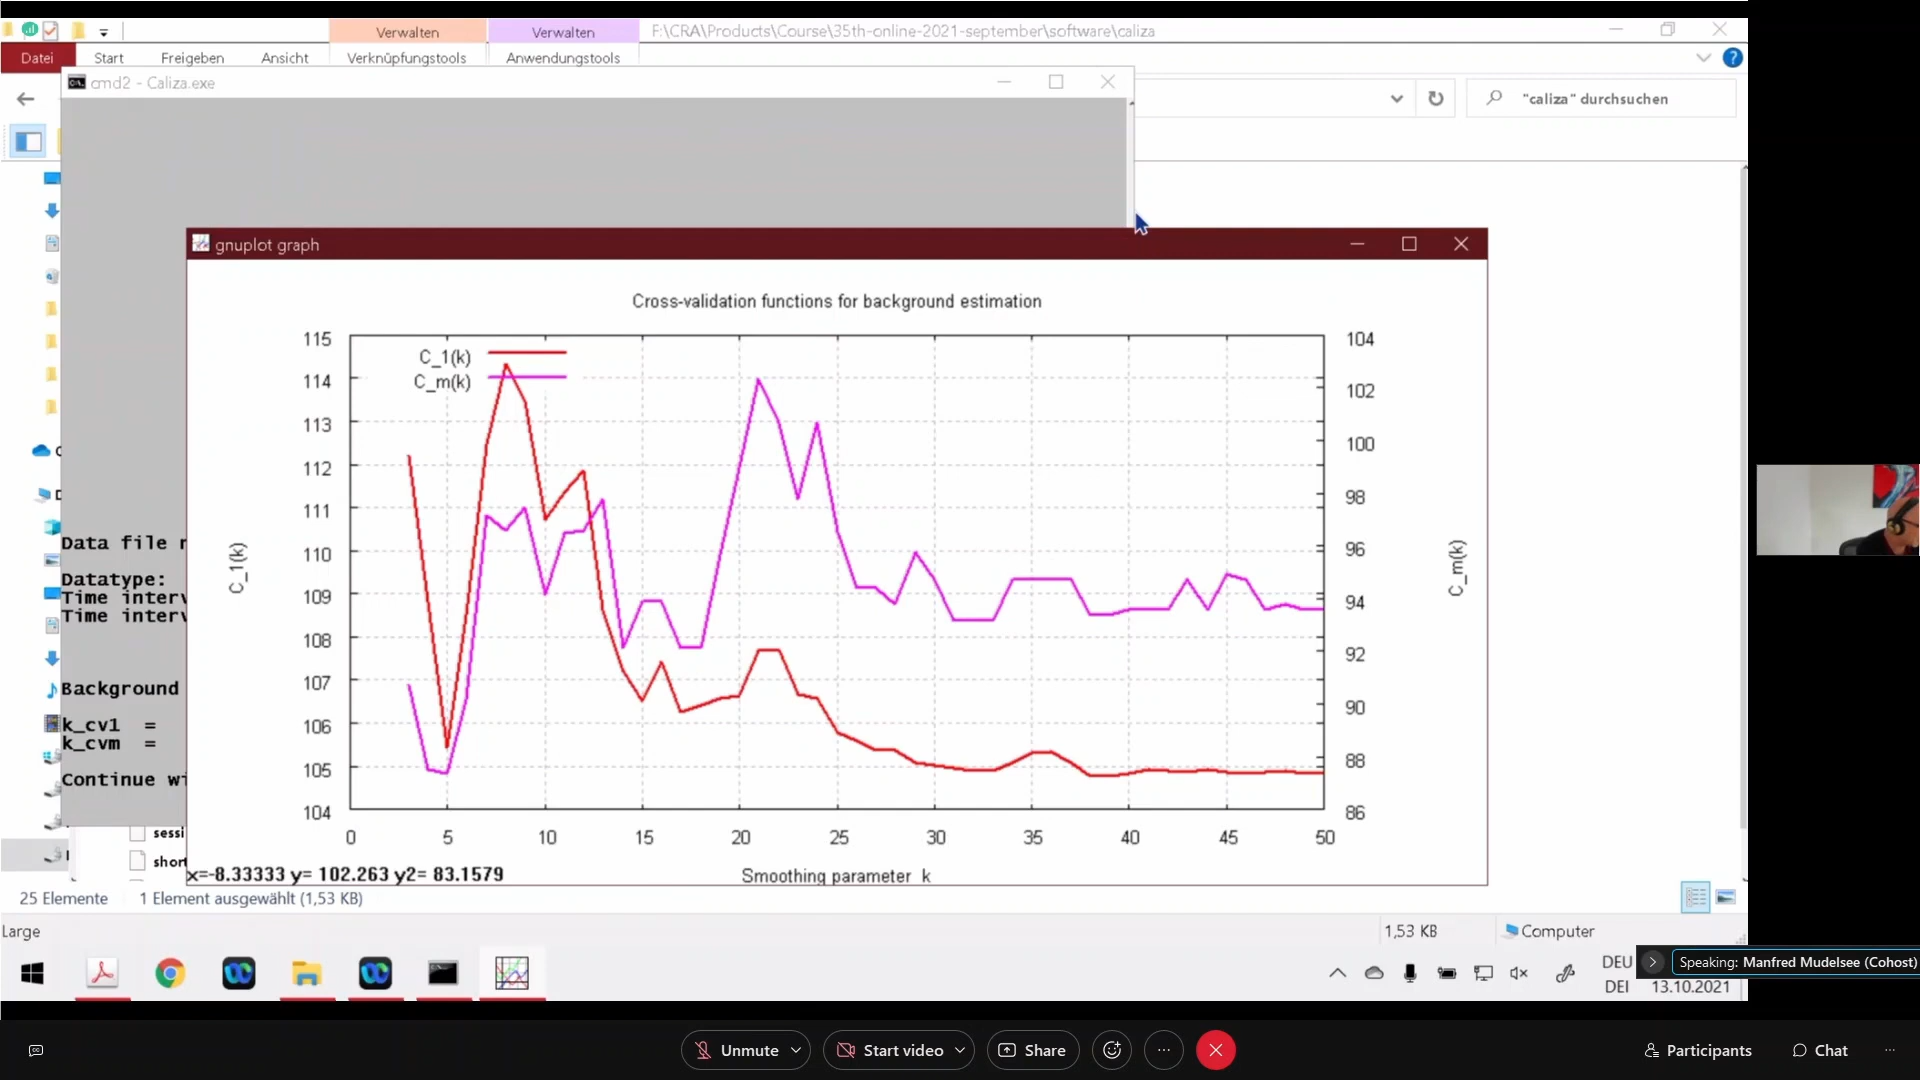 Verwalten
Verwalten
F:\CRA\Products\Course\35th-online-2021-september\software\caliza
Datei
Start
Freigeben
Ansicht
Verknüpfungstools
Anwendungstools
cmd2 - Caliza.exe
"caliza" durchsuchen
gnuplot graph
Cross-validation functions for background estimation
C_1(k)
C_m(k)
115
114
113
112
111
110
109
108
107
106
105
104
104
102
100
98
96
94
92
90
88
86
C_1(k)
C_m(k)
0
5
10
15
20
25
30
35
40
45
50
Smoothing parameter k
x=-8.33333 y= 102.263 y2= 83.1579
Data file
Datatype:
Time
Time
Background
k_cv1 =
k_cvm =
Continue
sessi
short
25 Elemente
1 Element ausgewählt (1,53 KB)
Large
1,53 KB
Computer
DEU
DEI
13.10.2021
Speaking: Manfred Mudelsee (Cohost)
Unmute
Start video
Share
Participants
Chat